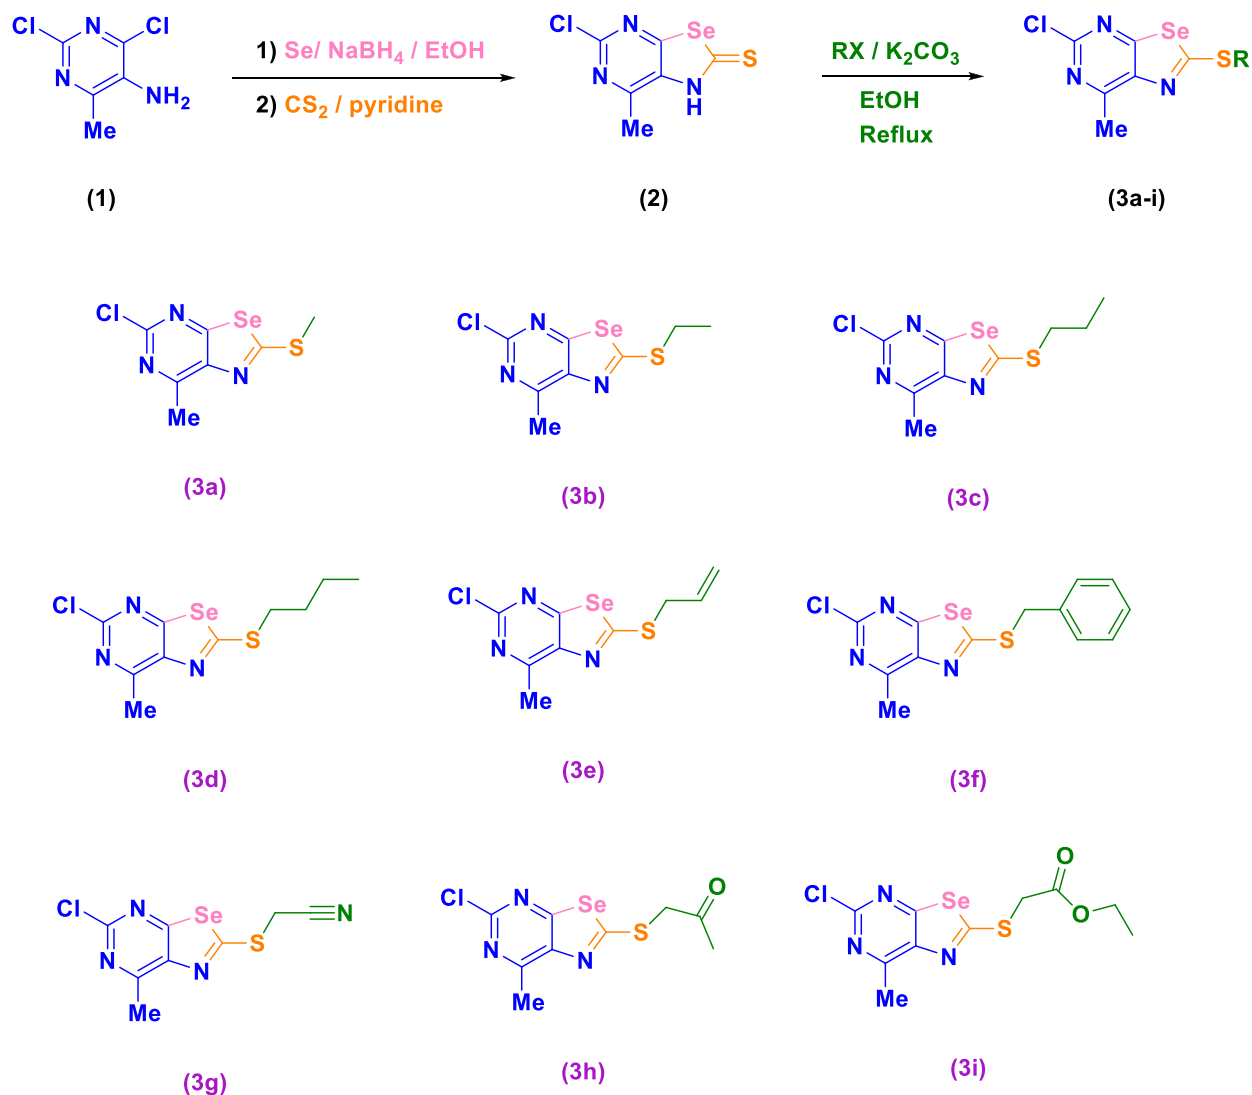 Cl N Cl
N NH2
Me
(1)
1) Se/ NaBH4 / EtOH
2) CS2 / pyridine
Cl N Se
N N S
H
Me
(2)
RX / K2CO3
EtOH
Reflux
Cl N Se
N N SR
Me
(3a-i)
Cl N Se
N N S
Me
(3a)
Cl N Se
N N S
Me
(3b)
Cl N Se
N N S
Me
(3c)
Cl N Se
N N S
Me
(3d)
Cl N Se
N N S
Me
(3e)
Cl N Se
N N S
Me
(3f)
Cl N Se
N N S N
Me
(3g)
Cl N Se O
N N S
Me
(3h)
O
Cl N Se O
N N S
Me
(3i)